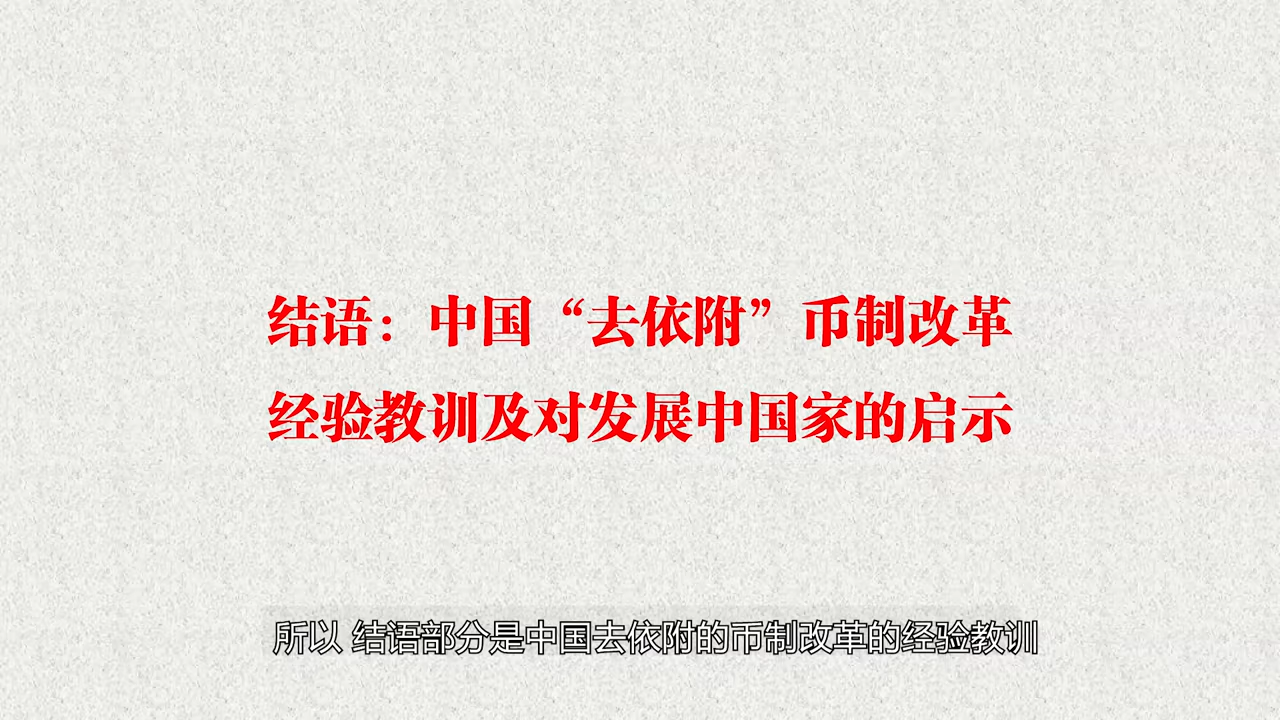 结语：中国“去依附”币制改革
经验教训及对发展中国家的启示
所以 结语部分是中国去依附的币制改革的经验教训